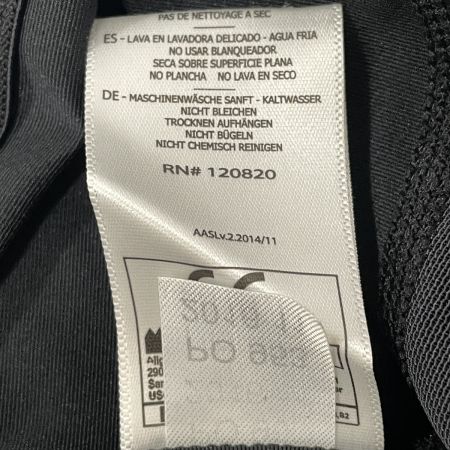 PAS DE NETTOYAGE A SEC
ES - LAVA EN LAVADORA DELICADO - AGUA FRIA
NO USAR BLANQUEADOR
SECA SOBRE SUPERFICIE PLANA
NO PLANCHA NO LAVA EN SECO
DE - MASCHINENWÄSCHE SANFT - KALTWASSER
NICHT BLEICHEN
TROCKNEN AUFHÄNGEN
NICHT BÜGELN
NICHT CHEMISCH REINIGEN
RN# 120820
AASLv.2.2014/11
CE
290